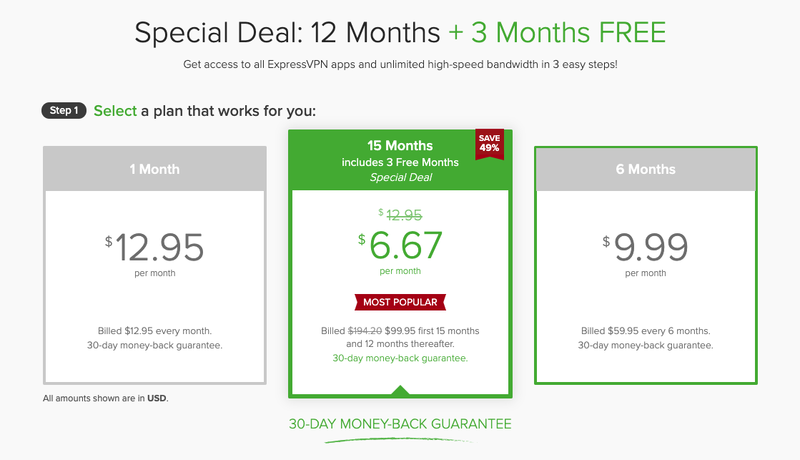 Special Deal: 12 Months + 3 Months FREE
Get access to all ExpressVPN apps and unlimited high-speed bandwidth in 3 easy steps!
Step 1 Select a plan that works for you:
1 Month
$12.95
per month
Billed $12.95 every month.
30-day money-back guarantee.
SAVE
49%
15 Months
includes 3 Free Months
Special Deal
$12.95
$6.67
per month
MOST POPULAR
Billed $194.20 $99.95 first 15 months
and 12 months thereafter.
30-day money-back guarantee.
6 Months
$9.99
per month
Billed $59.95 every 6 months.
30-day money-back guarantee.
All amounts shown are in USD.
30-DAY MONEY-BACK GUARANTEE